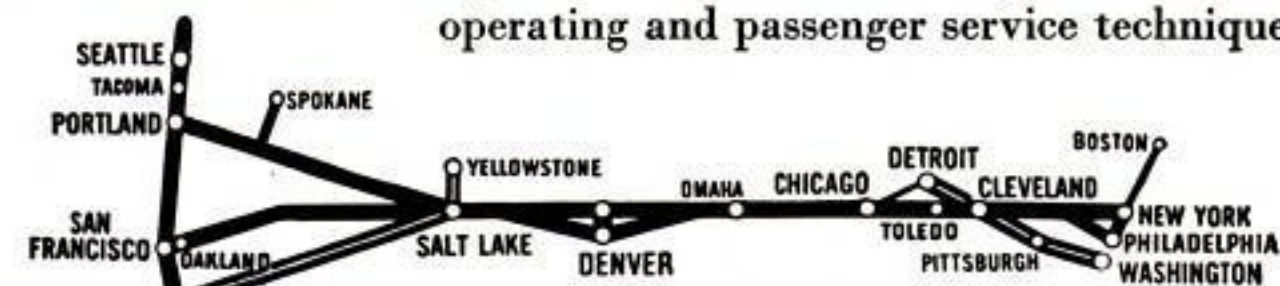 operating and passenger service technique
SEATTLE
TACOMA
PORTLAND
SPOKANE
YELLOWSTONE
SAN
FRANCISCO
OAKLAND
SALT LAKE
DENVER
OMAHA
CHICAGO
DETROIT
TOLEDO
CLEVELAND
PITTSBURGH
BOSTON
NEW YORK
PHILADELPHIA
WASHINGTON